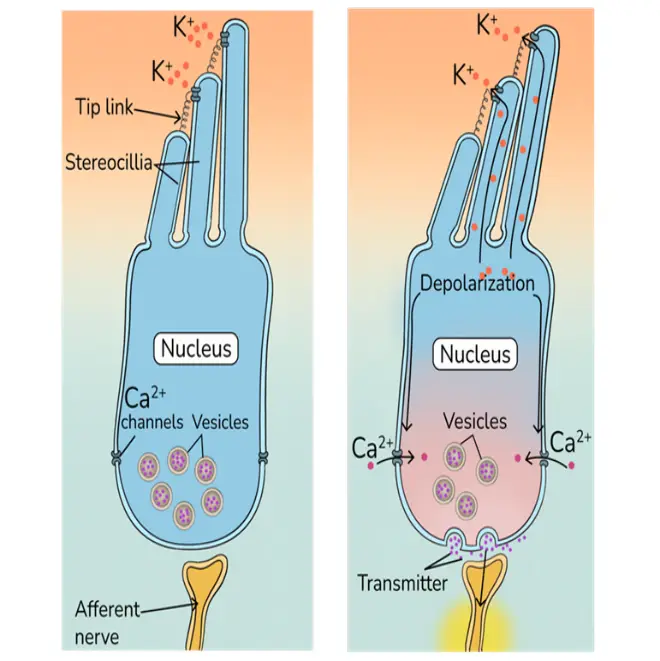 K+
K+
Tip link
Stereocillia
Nucleus
Ca2+
channels
Vesicles
Afferent
nerve
K+
K+
Depolarization
Nucleus
Vesicles
Ca2+
Ca2+
Transmitter